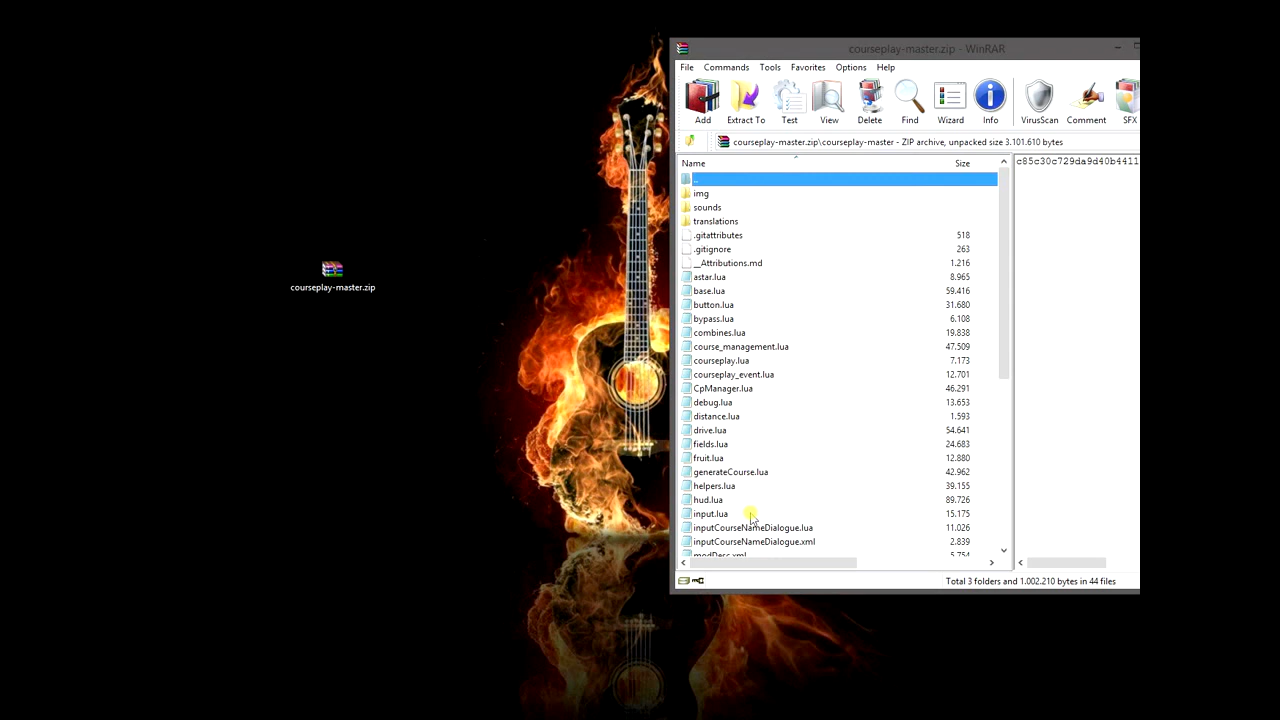 courseplay-master.zip - WinRAR
File Commands Tools Favorites Options Help
Add Extract To Test View Delete Find Wizard Info VirusScan Comment SFX
courseplay-master.zip\courseplay-master - ZIP archive, unpacked size 3.101.610 bytes
Name Size
c85c30c729da9d40b4411
..
img
sounds
translations
.gitattributes 518
.gitignore 263
__Attributions.md 1.216
astar.lua 8.965
base.lua 59.416
courseplay-master.zip
button.lua 31.680
bypass.lua 6.108
combines.lua 19.838
course_management.lua 47.509
courseplay.lua 7.173
courseplay_event.lua 12.701
CpManager.lua 46.291
debug.lua 13.653
distance.lua 1.593
drive.lua 54.641
fields.lua 24.683
fruit.lua 12.880
generateCourse.lua 42.962
helpers.lua 39.155
hud.lua 89.726
input.lua 15.175
inputCourseNameDialogue.lua 11.026
inputCourseNameDialogue.xml 2.839
modDesc.xml 5.754
Total 3 folders and 1.002.210 bytes in 44 files